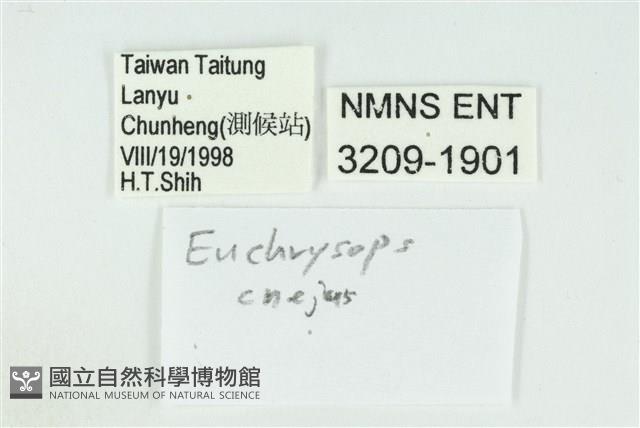 Taiwan Taitung
Lanyu
Chunheng(測候站)
VIII/19/1998
H.T.Shih
NMNS ENT
3209-1901
Euchrysops
cnejus
國立自然科學博物館
NATIONAL MUSEUM OF NATURAL SCIENCE